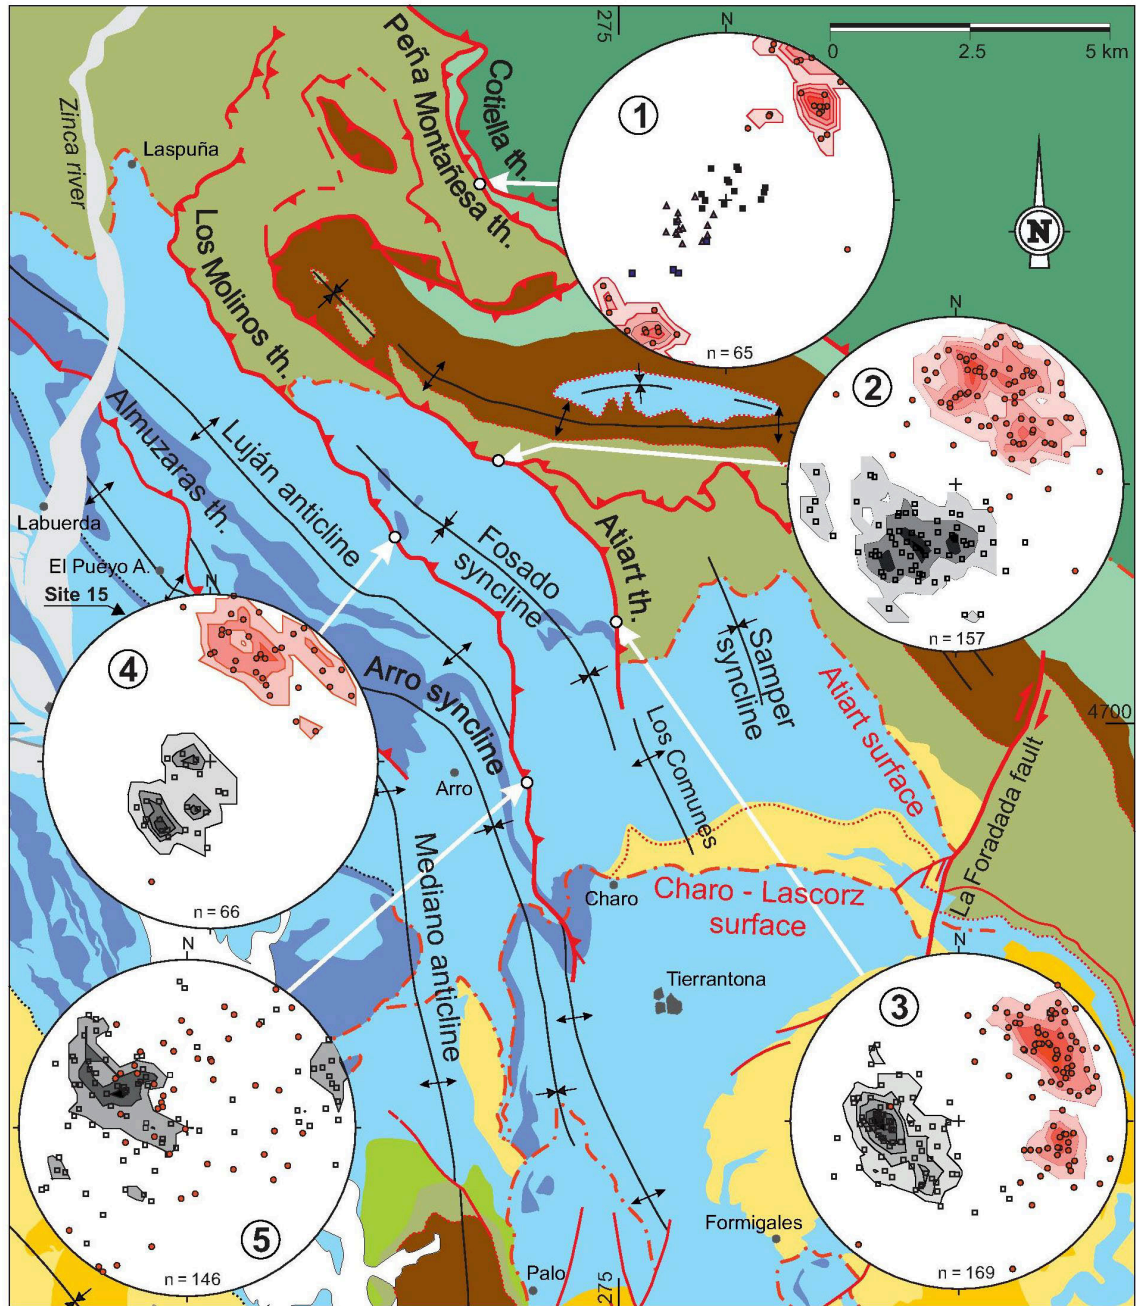 275
N
0
2.5
5 km
Peña Montañesa th.
Cotiella th.
1
Zinca river
Laspuña
N
Los Molinos th.
n = 65
N
2
Almuzaras th.
Luján anticline
Labuerda
Fosado
syncline
Atiart th.
El Pueyo A.
N
Site 15
n = 157
4
Samper
syncline
Arro syncline
Atiart surface
4700
Los Comunes
Arro
La Foradada fault
Mediano anticline
Charo
Charo - Lascorz
surface
n = 66
N
N
Tierrantona
3
Formigales
5
n = 146
Palo
275
n = 169